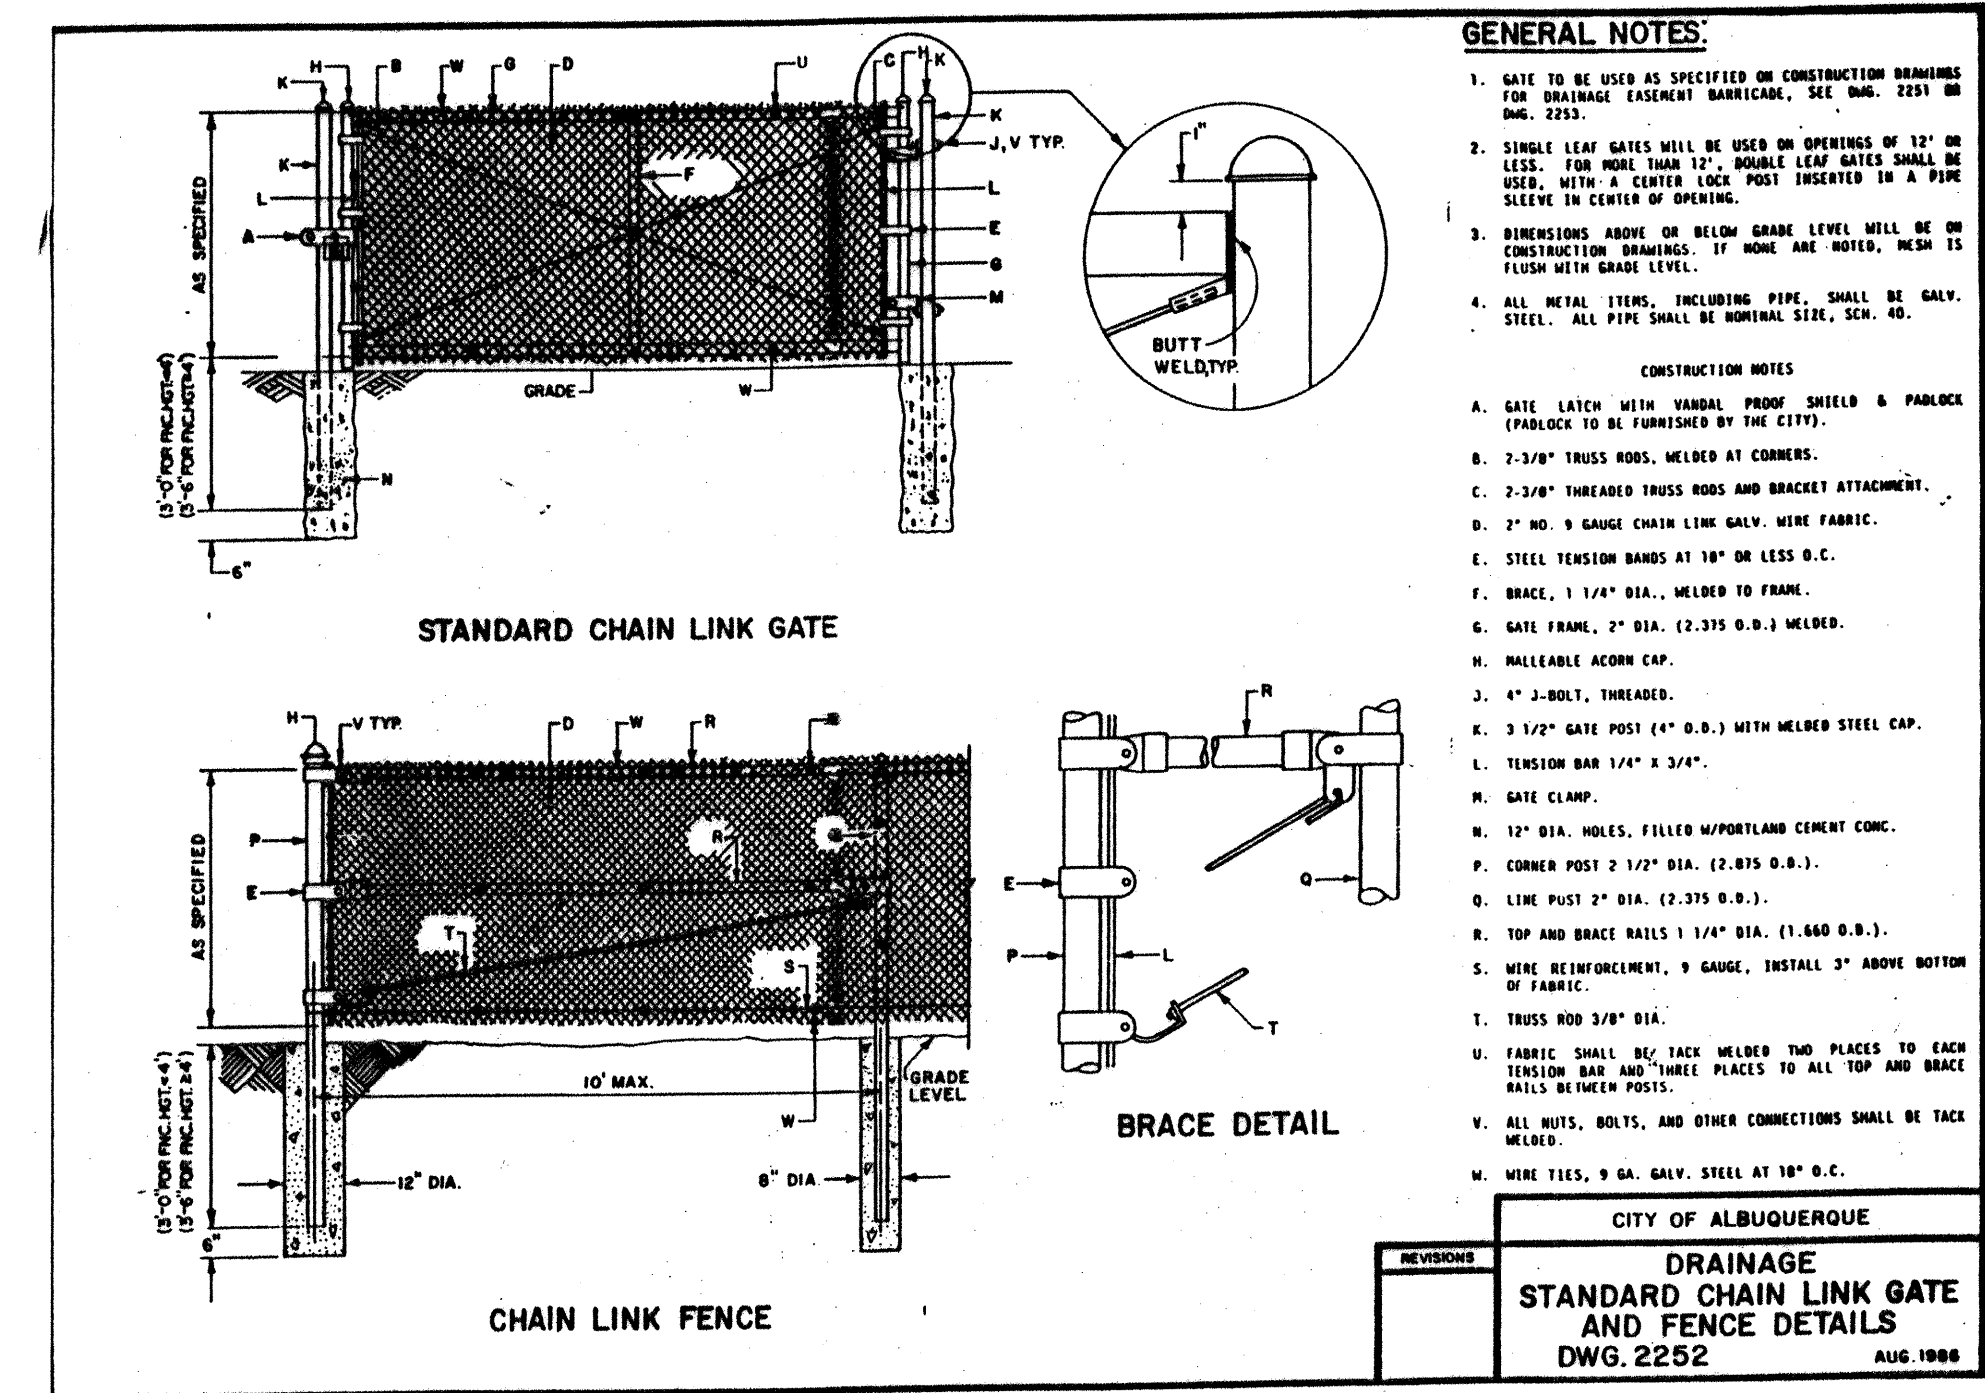 GENERAL NOTES:
1. GATE TO BE USED AS SPECIFIED ON CONSTRUCTION DRAWINGS
FOR DRAINAGE EASEMENT BARRICADE, SEE DWG. 2251 OR
DWG. 2253.
2. SINGLE LEAF GATES WILL BE USED ON OPENINGS OF 12' OR
LESS. FOR MORE THAN 12', DOUBLE LEAF GATES SHALL BE
USED, WITH A CENTER LOCK POST INSERTED IN A PIPE
SLEEVE IN CENTER OF OPENING.
3. DIMENSIONS ABOVE OR BELOW GRADE LEVEL WILL BE ON
CONSTRUCTION DRAWINGS. IF NONE ARE NOTED, MESH IS
FLUSH WITH GRADE LEVEL.
4. ALL METAL ITEMS, INCLUDING PIPE, SHALL BE GALV.
STEEL. ALL PIPE SHALL BE NOMINAL SIZE, SCH. 40.
CONSTRUCTION NOTES
A. GATE LATCH WITH VANDAL PROOF SHIELD & PADLOCK
(PADLOCK TO BE FURNISHED BY THE CITY).
B. 2-3/8" TRUSS RODS, WELDED AT CORNERS.
C. 2-3/8" THREADED TRUSS RODS AND BRACKET ATTACHMENT.
D. 2" NO. 9 GAUGE CHAIN LINK GALV. WIRE FABRIC.
E. STEEL TENSION BANDS AT 18" OR LESS O.C.
F. BRACE, 1 1/4" DIA., WELDED TO FRAME.
G. GATE FRAME, 2" DIA. (2.375 O.D.) WELDED.
H. MALLEABLE ACORN CAP.
J. 4" J-BOLT, THREADED.
K. 3 1/2" GATE POST (4" O.D.) WITH WELDED STEEL CAP.
L. TENSION BAR 1/4" X 3/4".
M. GATE CLAMP.
N. 12" DIA. HOLES, FILLED W/PORTLAND CEMENT CONC.
P. CORNER POST 2 1/2" DIA. (2.875 O.D.).
Q. LINE POST 2" DIA. (2.375 O.D.).
R. TOP AND BRACE RAILS 1 1/4" DIA. (1.660 O.D.).
S. WIRE REINFORCEMENT, 9 GAUGE, INSTALL 3" ABOVE BOTTOM
OF FABRIC.
T. TRUSS ROD 3/8" DIA.
U. FABRIC SHALL BE TACK WELDED TWO PLACES TO EACH
TENSION BAR AND THREE PLACES TO ALL TOP AND BRACE
RAILS BETWEEN POSTS.
V. ALL NUTS, BOLTS, AND OTHER CONNECTIONS SHALL BE TACK
WELDED.
W. WIRE TIES, 9 GA. GALV. STEEL AT 18" O.C.
K H B W G D U C H K
K
J, V TYP.
K
F
L
L
A
E
G
M
AS SPECIFIED
(3'-0" FOR FNC.HGT.<4')
(3'-6" FOR FNC.HGT≥4')
GRADE
W
N
6"
1"
BUTT
WELD, TYP.
STANDARD CHAIN LINK GATE
H
V TYP.
D
W
R
P
R
E
T
S
AS SPECIFIED
(3'-0" FOR FNC. HGT.<4')
(3'-6" FOR FNC. HGT.≥4')
10' MAX.
GRADE
LEVEL
W
12" DIA.
8" DIA.
6"
CHAIN LINK FENCE
R
E
Q
P
L
T
BRACE DETAIL
CITY OF ALBUQUERQUE
REVISIONS
DRAINAGE
STANDARD CHAIN LINK GATE
AND FENCE DETAILS
DWG. 2252
AUG. 1986